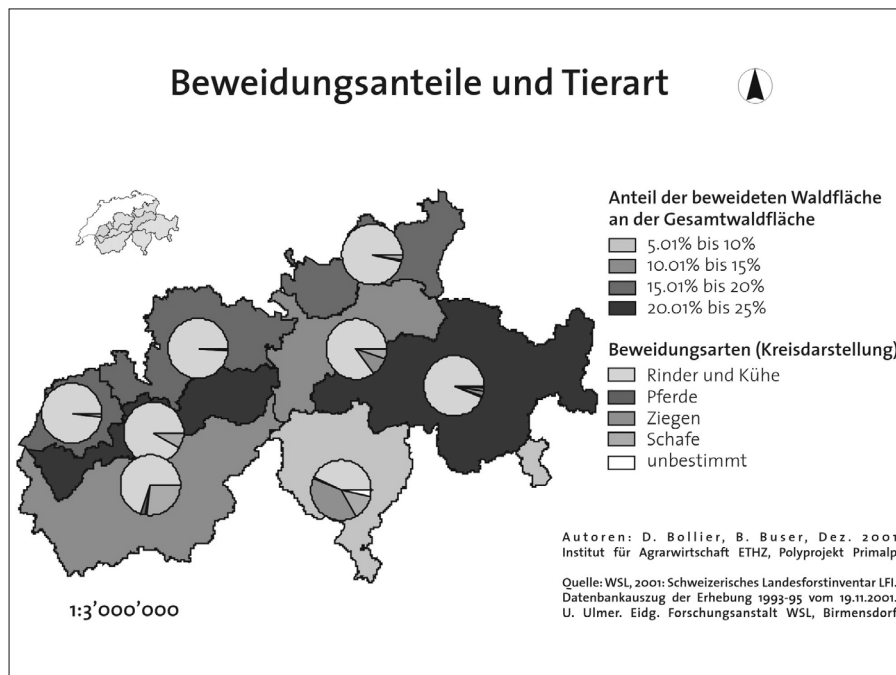 Beweidungsanteile und Tierart
Anteil der beweideten Waldfläche
an der Gesamtwaldfläche
5.01% bis 10%
10.01% bis 15%
15.01% bis 20%
20.01% bis 25%
Beweidungsarten (Kreisdarstellung)
Rinder und Kühe
Pferde
Ziegen
Schafe
unbestimmt
Autoren: D. Bollier, B. Buser, Dez. 2001
Institut für Agrarwirtschaft ETHZ, Polyprojekt Primalp
Quelle: WSL, 2001: Schweizerisches Landesforstinventar LFI.
Datenbankauszug der Erhebung 1993-95 vom 19.11.2001.
U. Ulmer. Eidg. Forschungsanstalt WSL, Birmensdorf
1:3’000’000